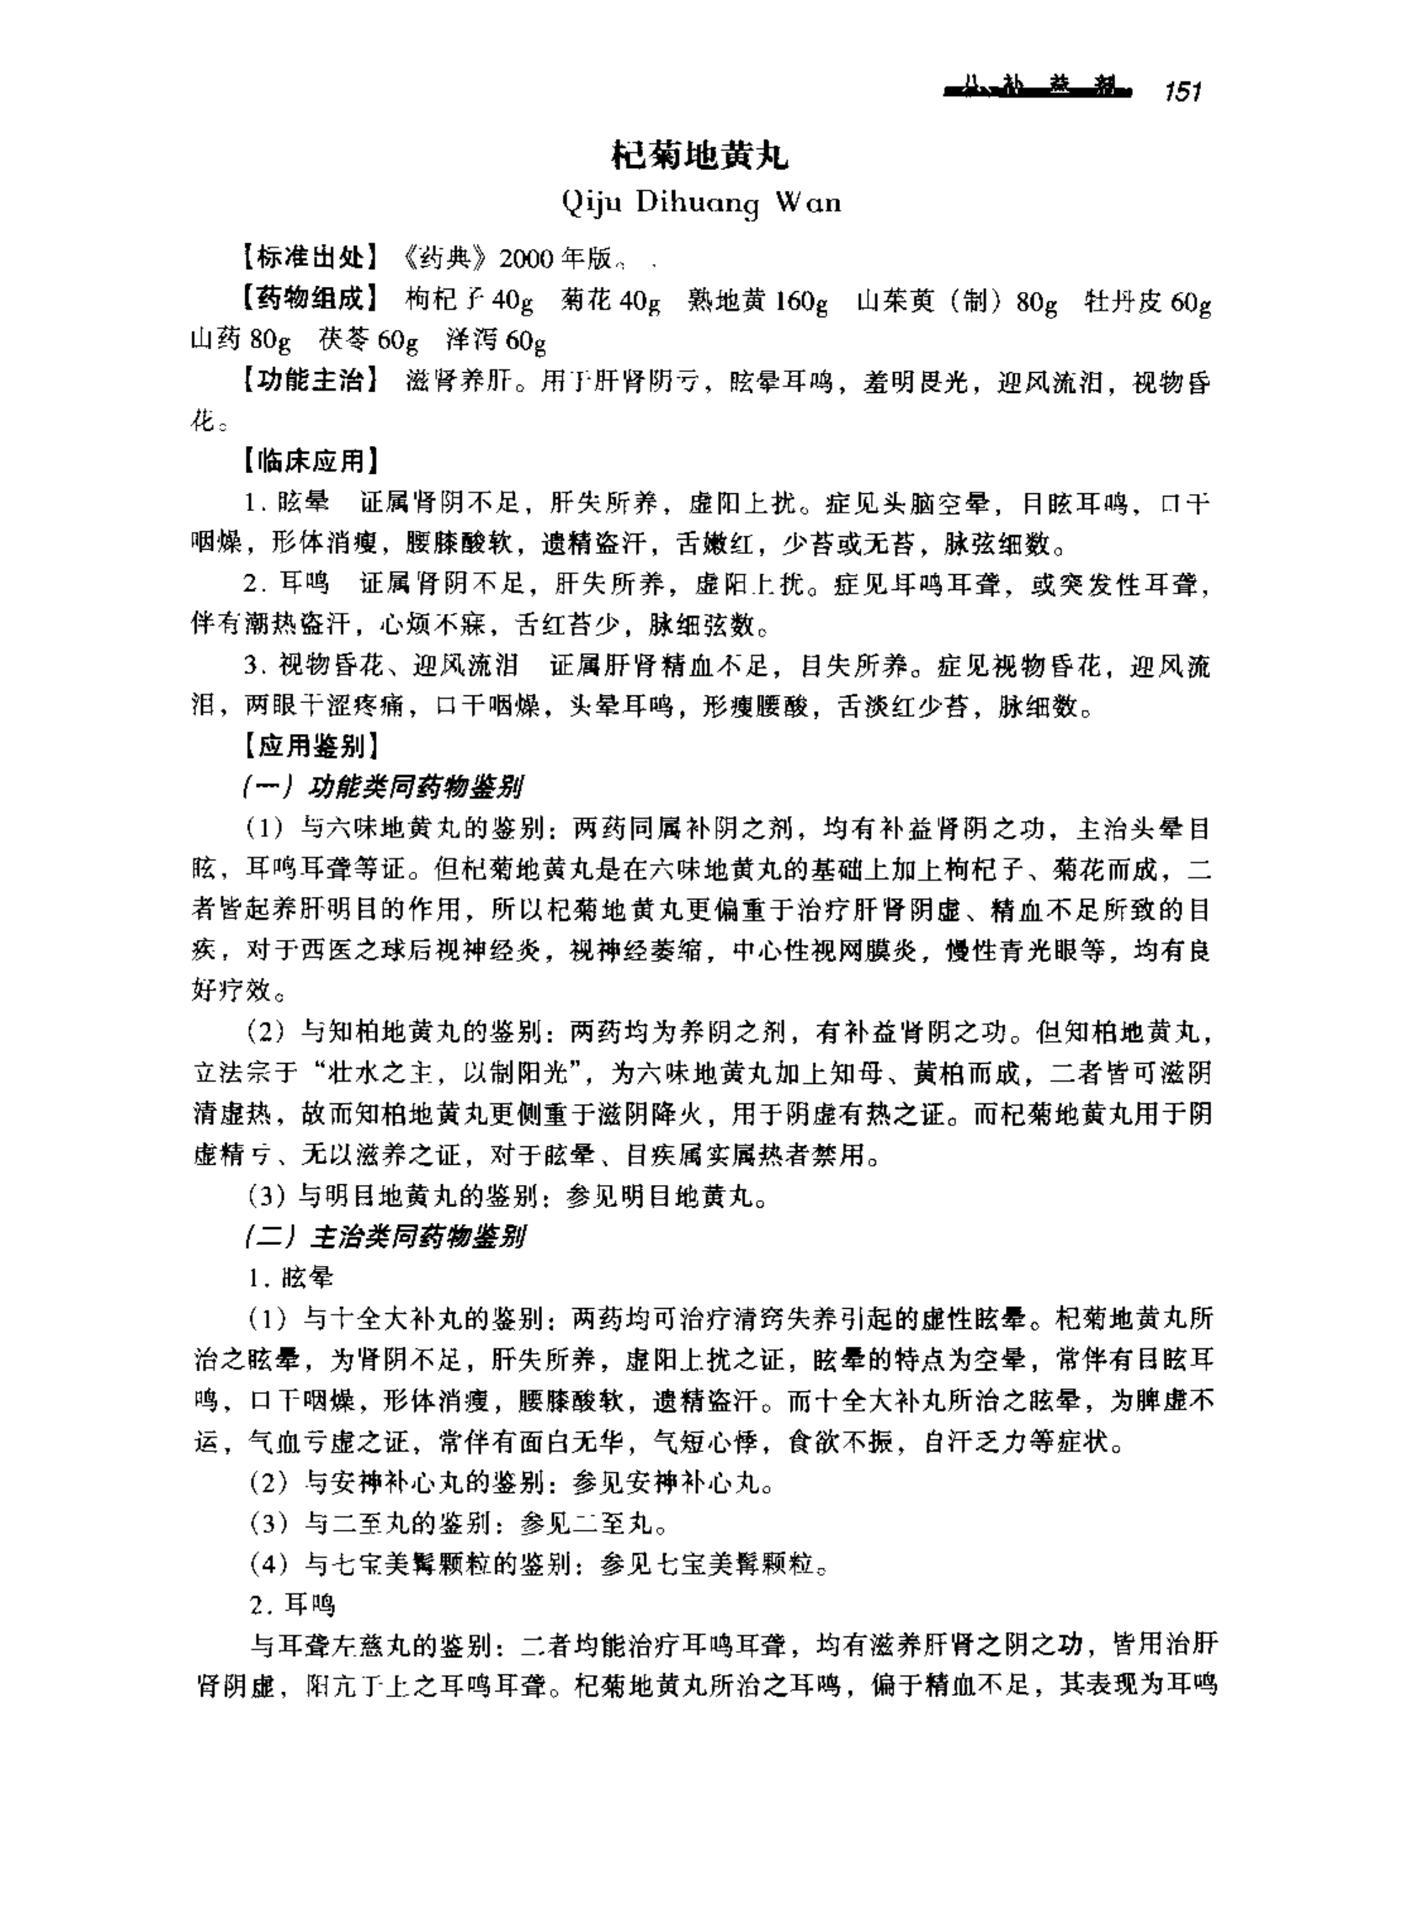 八、补益剂 151
杞菊地黄丸
Qiju Dihuang Wan
【标准出处】《药典》2000年版。
【药物组成】 枸杞子40g 菊花40g 熟地黄160g 山茱萸（制）80g 牡丹皮60g
山药80g 茯苓60g 泽泻60g
【功能主治】 滋肾养肝。用于肝肾阴亏，眩晕耳鸣，羞明畏光，迎风流泪，视物昏
花。
【临床应用】
1. 眩晕 证属肾阴不足，肝失所养，虚阳上扰。症见头脑空晕，目眩耳鸣，口干
咽燥，形体消瘦，腰膝酸软，遗精盗汗，舌嫩红，少苔或无苔，脉弦细数。
2. 耳鸣 证属肾阴不足，肝失所养，虚阳上扰。症见耳鸣耳聋，或突发性耳聋，
伴有潮热盗汗，心烦不寐，舌红苔少，脉细弦数。
3. 视物昏花、迎风流泪 证属肝肾精血不足，目失所养。症见视物昏花，迎风流
泪，两眼干涩疼痛，口干咽燥，头晕耳鸣，形瘦腰酸，舌淡红少苔，脉细数。
【应用鉴别】
（一）功能类同药物鉴别
（1）与六味地黄丸的鉴别：两药同属补阴之剂，均有补益肾阴之功，主治头晕目
眩，耳鸣耳聋等证。但杞菊地黄丸是在六味地黄丸的基础上加上枸杞子、菊花而成，二
者皆起养肝明目的作用，所以杞菊地黄丸更偏重于治疗肝肾阴虚、精血不足所致的目
疾，对于西医之球后视神经炎，视神经萎缩，中心性视网膜炎，慢性青光眼等，均有良
好疗效。
（2）与知柏地黄丸的鉴别：两药均为养阴之剂，有补益肾阴之功。但知柏地黄丸，
立法宗于“壮水之主，以制阳光”，为六味地黄丸加上知母、黄柏而成，二者皆可滋阴
清虚热，故而知柏地黄丸更侧重于滋阴降火，用于阴虚有热之证。而杞菊地黄丸用于阴
虚精亏、无以滋养之证，对于眩晕、目疾属实属热者禁用。
（3）与明目地黄丸的鉴别：参见明目地黄丸。
（二）主治类同药物鉴别
1. 眩晕
（1）与十全大补丸的鉴别：两药均可治疗清窍失养引起的虚性眩晕。杞菊地黄丸所
治之眩晕，为肾阴不足，肝失所养，虚阳上扰之证，眩晕的特点为空晕，常伴有目眩耳
鸣，口干咽燥，形体消瘦，腰膝酸软，遗精盗汗。而十全大补丸所治之眩晕，为脾虚不
运，气血亏虚之证，常伴有面白无华，气短心悸，食欲不振，自汗乏力等症状。
（2）与安神补心丸的鉴别：参见安神补心丸。
（3）与二至丸的鉴别：参见二至丸。
（4）与七宝美髯颗粒的鉴别：参见七宝美髯颗粒。
2. 耳鸣
与耳聋左慈丸的鉴别：二者均能治疗耳鸣耳聋，均有滋养肝肾之阴之功，皆用治肝
肾阴虚，阳亢于上之耳鸣耳聋。杞菊地黄丸所治之耳鸣，偏于精血不足，其表现为耳鸣